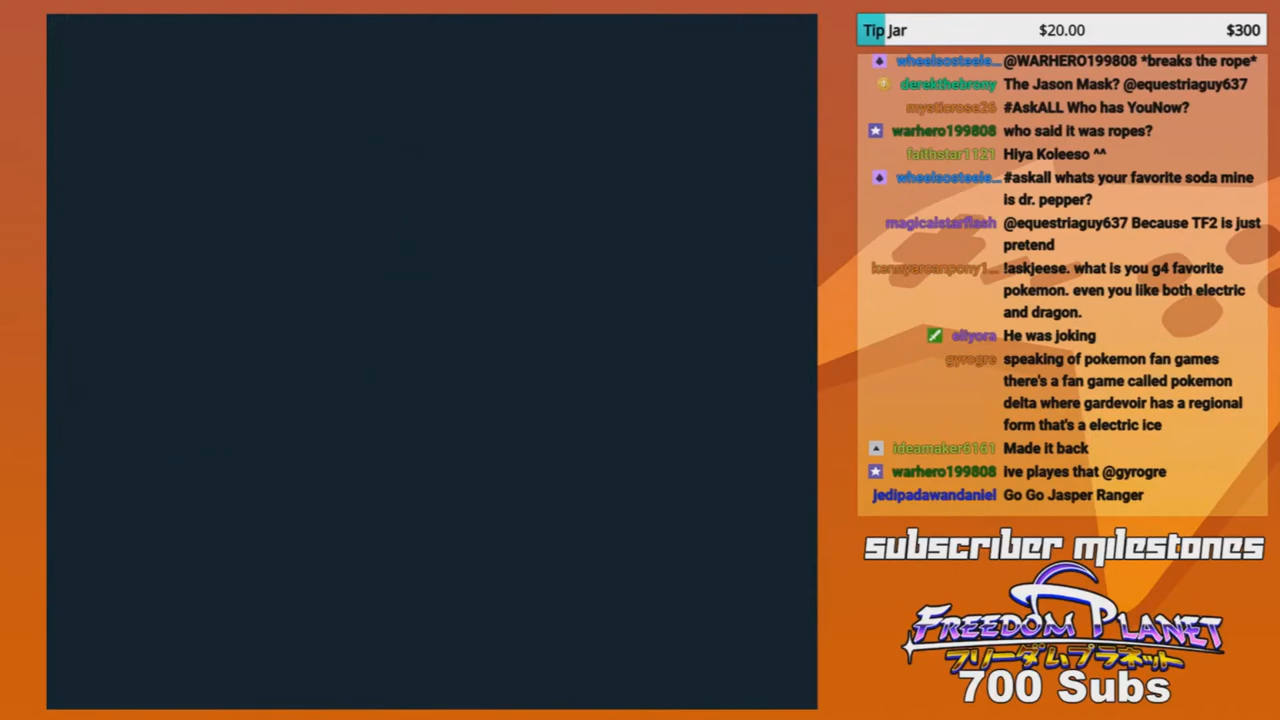 Tip Jar $20.00 $300
wheelsosteele... @WARHERO199808 *breaks the rope*
derekthebrony The Jason Mask? @equestriaguy637
mysticrose26 #AskALL Who has YouNow?
warhero199808 who said it was ropes?
faithstar1121 Hiya Koleeso ^^
wheelsosteele... #askall whats your favorite soda mine
is dr. pepper?
magicalstarflash @equestriaguy637 Because TF2 is just
pretend
kennyarcanpony1... !askjeese. what is you g4 favorite
pokemon. even you like both electric
and dragon.
eliyora He was joking
gyrogre speaking of pokemon fan games
there's a fan game called pokemon
delta where gardevoir has a regional
form that's a electric ice
ideamaker6161 Made it back
warhero199808 ive playes that @gyrogre
jedipadawandaniel Go Go Jasper Ranger
subscriber milestones
FREEDOM PLANET
フリーダムプラネット
700 Subs